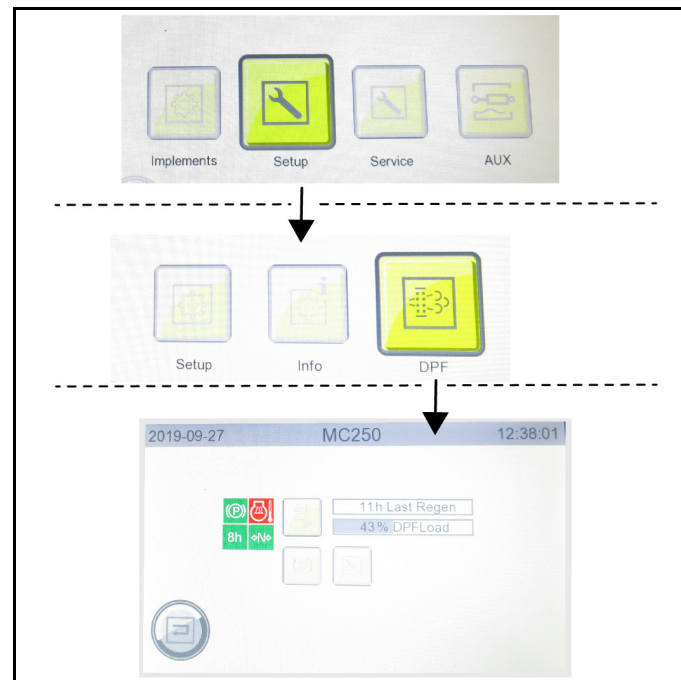 Implements Setup Service AUX
Setup Info DPF
2019-09-27 MC250 12:38:01
(P)
11h Last Regen
8h N 43% DPFLoad